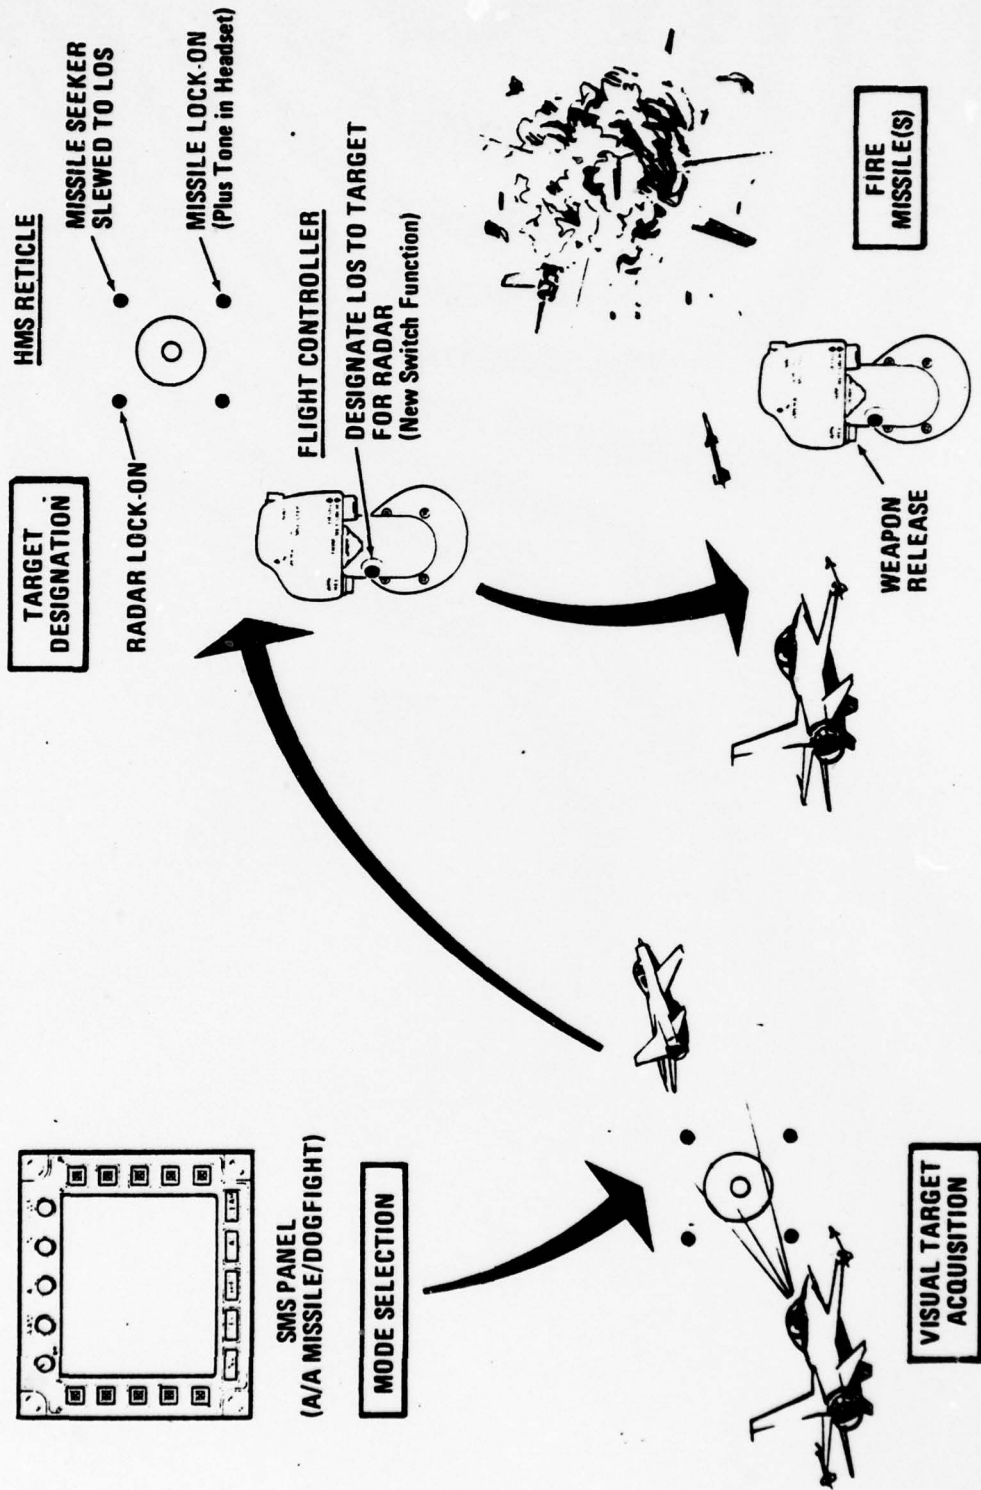 SMS PANEL
(A/A MISSILE/DOGFIGHT)
MODE SELECTION
VISUAL TARGET
ACQUISITION
TARGET
DESIGNATION
HMS RETICLE
RADAR LOCK-ON
MISSILE SEEKER
SLEWED TO LOS
MISSILE LOCK-ON
(Plus Tone in Headset)
FLIGHT CONTROLLER
DESIGNATE LOS TO TARGET
FOR RADAR
(New Switch Function)
WEAPON
RELEASE
FIRE
MISSILE(S)